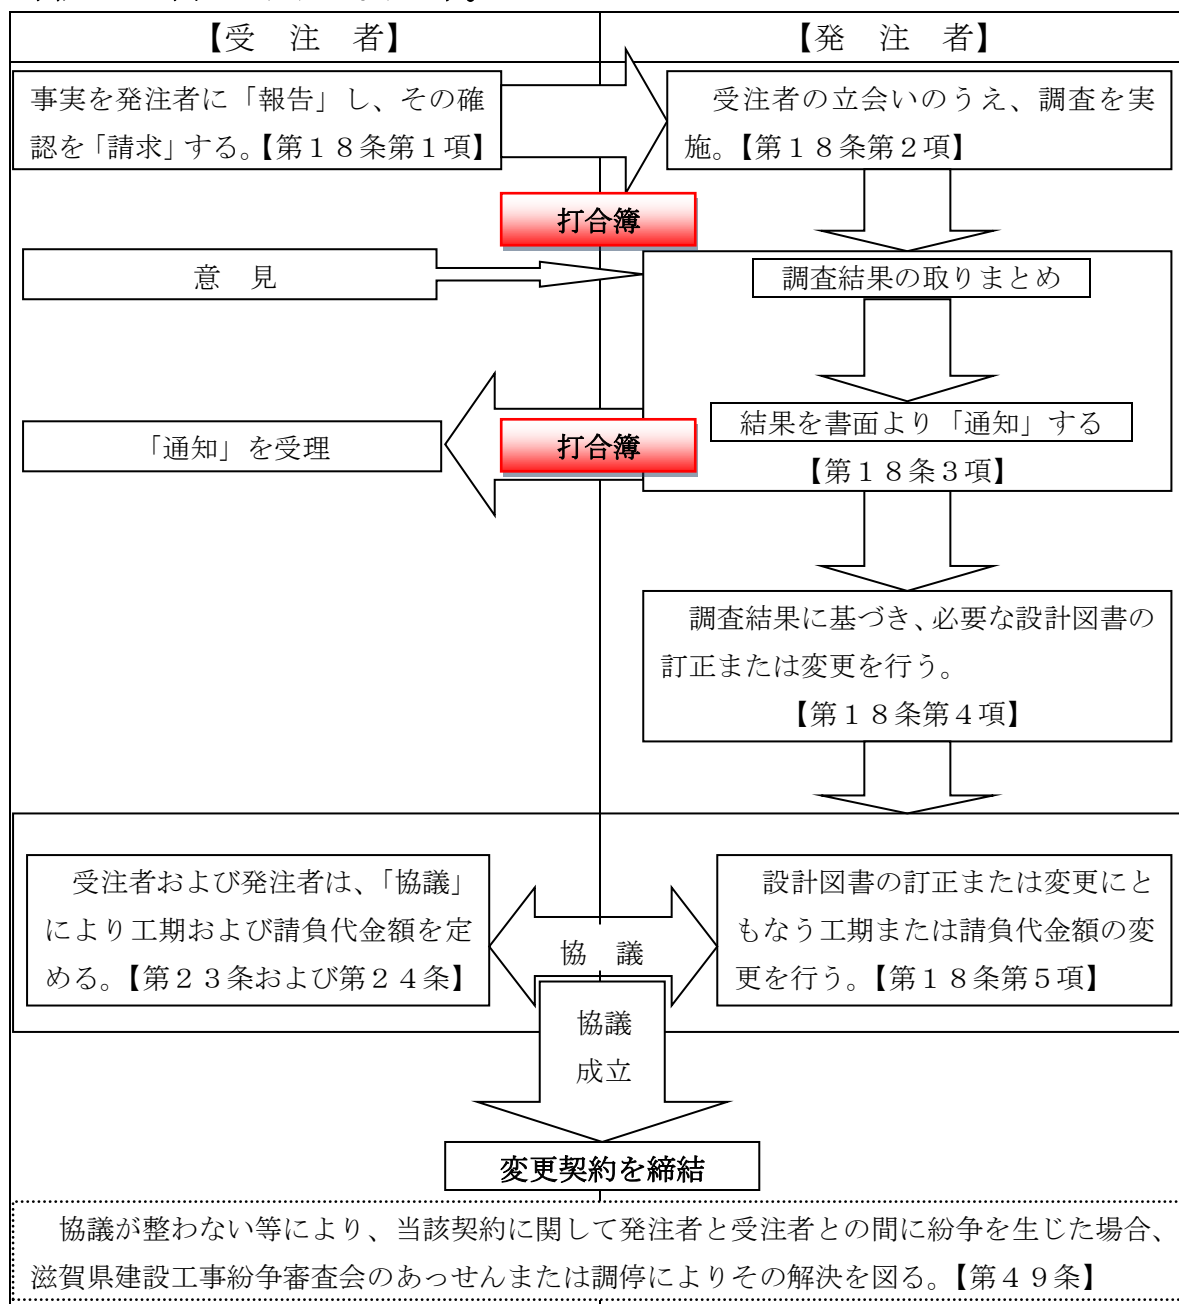 【受　注　者】
【発　注　者】
事実を発注者に「報告」し、その確
認を「請求」する。【第１８条第１項】
　受注者の立会いのうえ、調査を実
施。【第１８条第２項】
打合簿
意　見
調査結果の取りまとめ
結果を書面より「通知」する
【第１８条３項】
打合簿
「通知」を受理
　調査結果に基づき、必要な設計図書の
訂正または変更を行う。
【第１８条第４項】
　受注者および発注者は、「協議」
により工期および請負代金額を定
める。【第２３条および第２４条】
協　議
　設計図書の訂正または変更にと
もなう工期または請負代金額の変
更を行う。【第１８条第５項】
協議
成立
変更契約を締結
　協議が整わない等により、当該契約に関して発注者と受注者との間に紛争を生じた場合、
滋賀県建設工事紛争審査会のあっせんまたは調停によりその解決を図る。【第４９条】